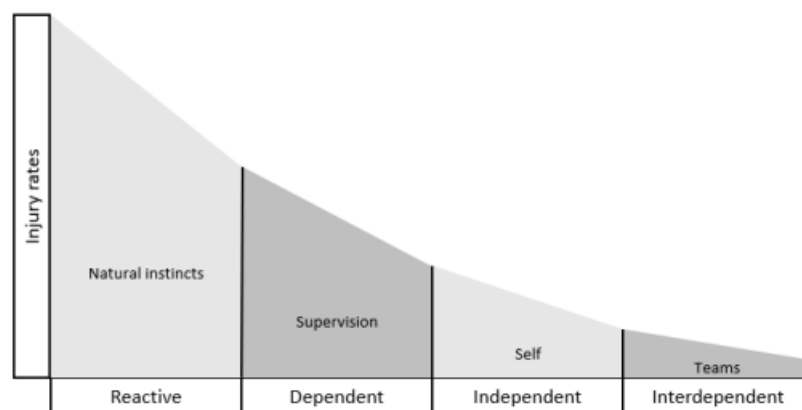 Injury rates
Natural instincts
Supervision
Self
Teams
Reactive
Dependent
Independent
Interdependent